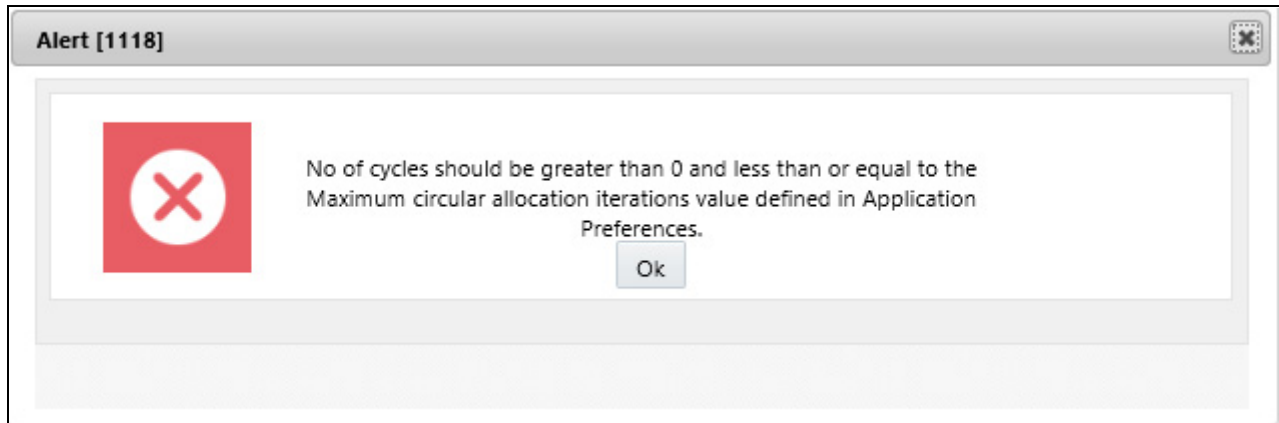 Alert [1118]
No of cycles should be greater than 0 and less than or equal to the
Maximum circular allocation iterations value defined in Application
Preferences.
Ok